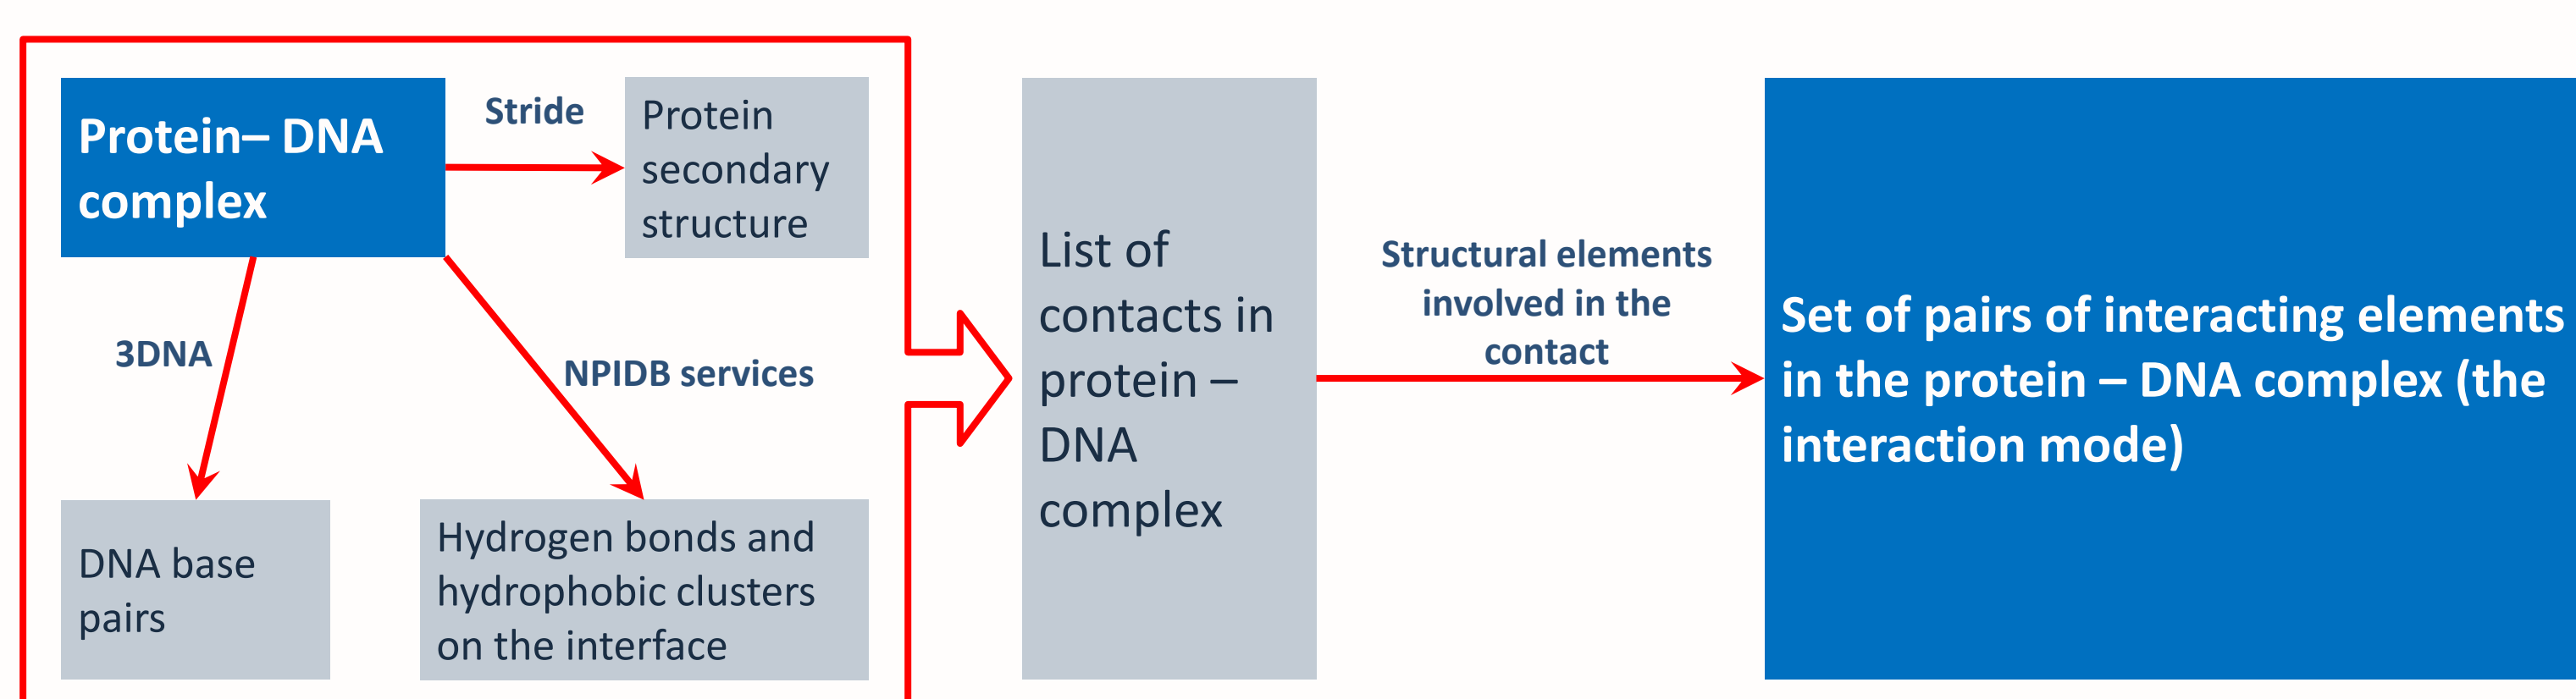 Protein– DNA
complex
Stride
Protein
secondary
structure
3DNA
NPIDB services
DNA base
pairs
Hydrogen bonds and
hydrophobic clusters
on the interface
List of
contacts in
protein –
DNA
complex
Structural elements
involved in the
contact
Set of pairs of interacting elements
in the protein – DNA complex (the
interaction mode)